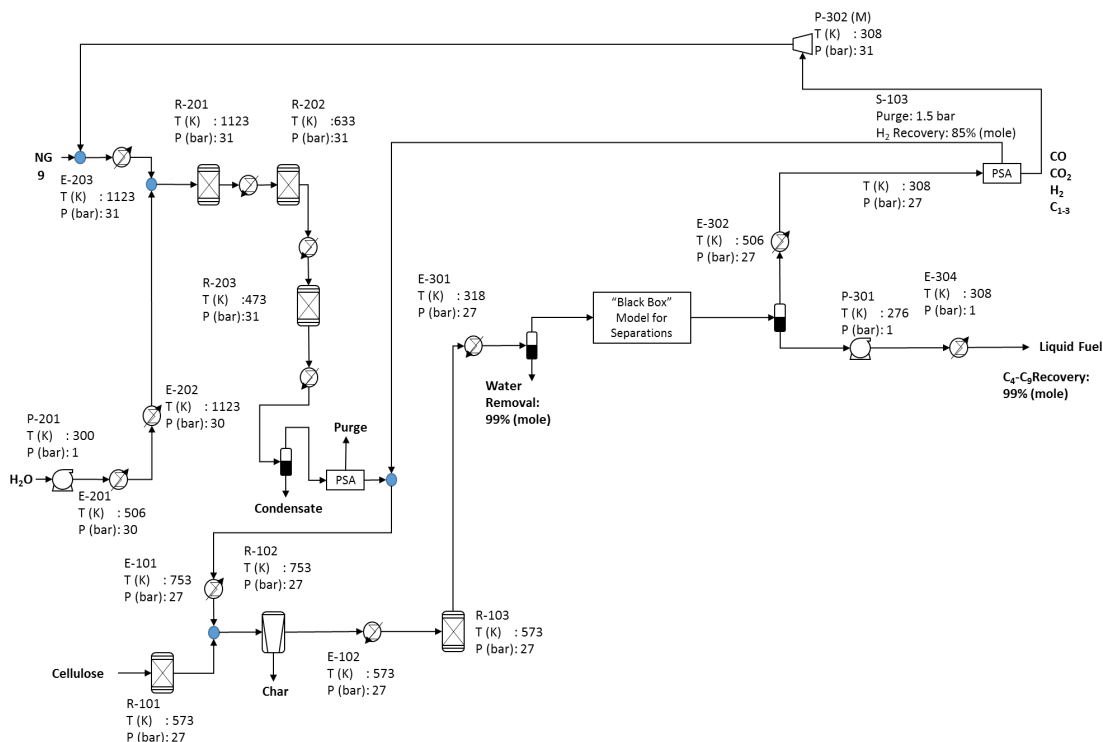 P-302 (M)
T (K) : 308
P (bar): 31
S-103
Purge: 1.5 bar
H2 Recovery: 85% (mole)
R-201
T (K) : 1123
P (bar): 31
R-202
T (K) :633
P (bar):31
NG
9
E-203
T (K) : 1123
P (bar): 31
PSA
CO
CO2
H2
C1-3
T (K) : 308
P (bar): 27
E-302
T (K) : 506
P (bar): 27
R-203
T (K) :473
P (bar):31
E-301
T (K) : 318
P (bar): 27
"Black Box"
Model for
Separations
P-301
T (K) : 276
P (bar): 1
E-304
T (K) : 308
P (bar): 1
Liquid Fuel
C4-C9Recovery:
99% (mole)
Water
Removal:
99% (mole)
E-202
T (K) : 1123
P (bar): 30
P-201
T (K) : 300
P (bar): 1
H2O
E-201
T (K) : 506
P (bar): 30
Purge
PSA
Condensate
E-101
T (K) : 753
P (bar): 27
R-102
T (K) : 753
P (bar): 27
R-103
T (K) : 573
P (bar): 27
E-102
T (K) : 573
P (bar): 27
Cellulose
Char
R-101
T (K) : 573
P (bar): 27